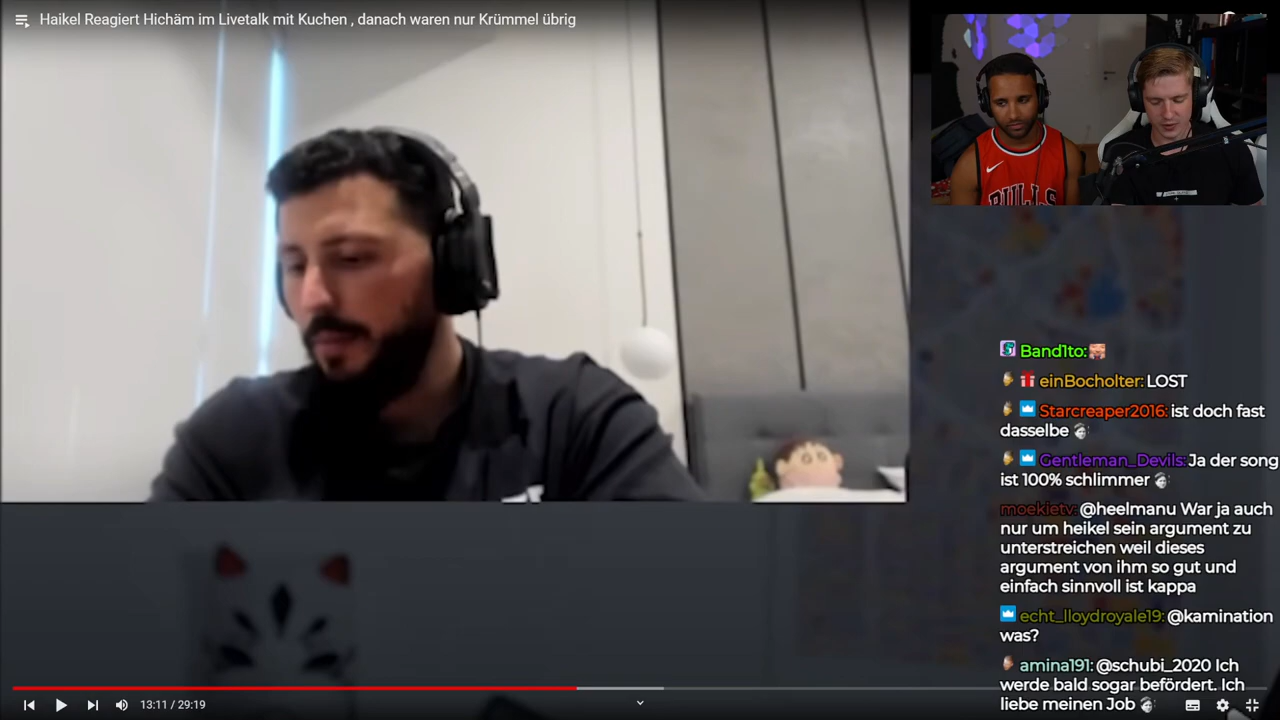 Haikel Reagiert Hichäm im Livetalk mit Kuchen , danach waren nur Krümmel übrig
BULLS
Band1to:
einBocholter: LOST
Starcreaper2016: ist doch fast
dasselbe
Gentleman_Devils: Ja der song
ist 100% schlimmer
moekietv: @heelmanu War ja auch
nur um heikel sein argument zu
unterstreichen weil dieses
argument von ihm so gut und
einfach sinnvoll ist kappa
echt_lloydroyale19: @kamination
was?
amina191: @schubi_2020 Ich
werde bald sogar befördert. Ich
liebe meinen Job
13:11 / 29:19